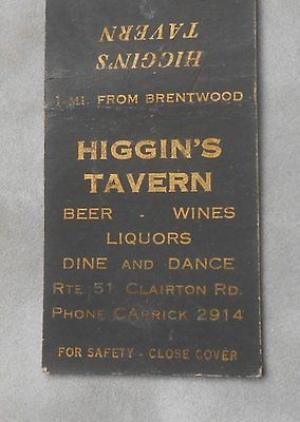 HIGGIN'S
TAVERN
1 MI. FROM BRENTWOOD
HIGGIN'S
TAVERN
BEER - WINES
LIQUORS
DINE AND DANCE
RTE 51 CLAIRTON RD.
PHONE CARRICK 2914
FOR SAFETY - CLOSE COVER